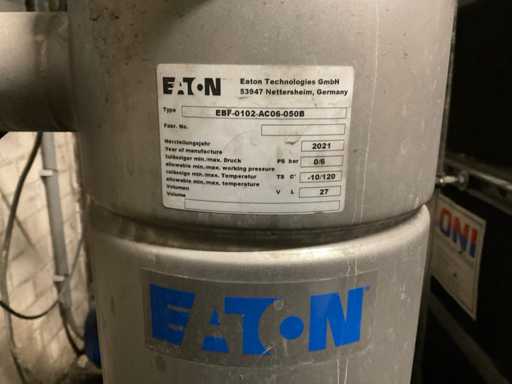 EATON
Eaton Technologies GmbH
53947 Nettersheim, Germany
Type EBF-0102-AC06-050B
Fabr. No.
Herstellungsjahr
Year of manufacture 2021
zulässiger min./max. Druck PS bar 0/6
allowable min./max. working pressure
zulässige min./max. Temperatur TS C° -10/120
allowable min./max. temperature
Volumen V L 27
Volume
EATON
ONI